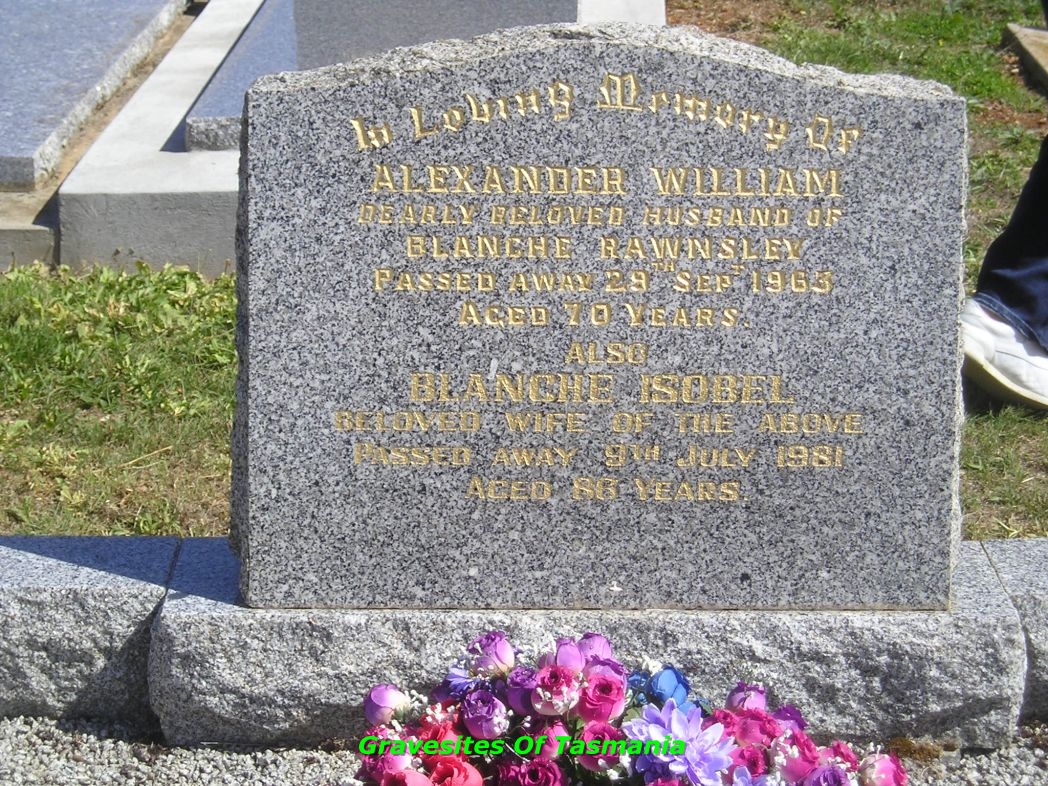 In Loving Memory Of
ALEXANDER WILLIAM
DEARLY BELOVED HUSBAND OF
BLANCHE RAWNSLEY
PASSED AWAY 29TH SEPT 1963
AGED 70 YEARS.
ALSO
BLANCHE ISOBEL
BELOVED WIFE OF THE ABOVE
PASSED AWAY 9TH JULY 1981
AGED 86 YEARS.
Gravesites Of Tasmania